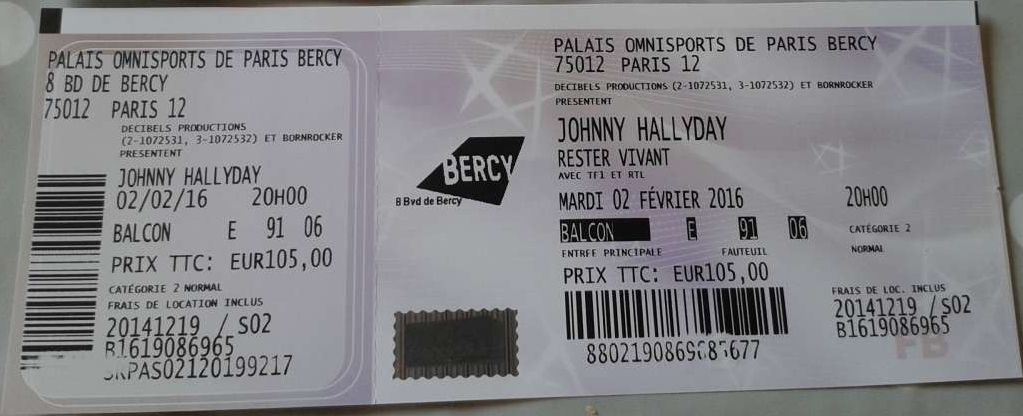 PALAIS OMNISPORTS DE PARIS BERCY
8 BD DE BERCY
75012 PARIS 12
DECIBELS PRODUCTIONS
(2-1072531, 3-1072532) ET BORNROCKER
PRESENTENT
JOHNNY HALLYDAY
02/02/16 20H00
BALCON E 91 06
PRIX TTC: EUR105,00
CATÉGORIE 2 NORMAL
FRAIS DE LOCATION INCLUS
20141219 / S02
B1619086965
BERCY
8 Bvd de Bercy
PALAIS OMNISPORTS DE PARIS BERCY
75012 PARIS 12
DECIBELS PRODUCTIONS (2-1072531, 3-1072532) ET BORNROCKER
PRESENTENT
JOHNNY HALLYDAY
RESTER VIVANT
AVEC TF1 ET RTL
MARDI 02 FÉVRIER 2016 20H00
BALCON E 91 06 CATÉGORIE 2
ENTREE PRINCIPALE FAUTEUIL NORMAL
PRIX TTC: EUR105,00
FRAIS DE LOC. INCLUS
20141219 /S02
B1619086965
FB